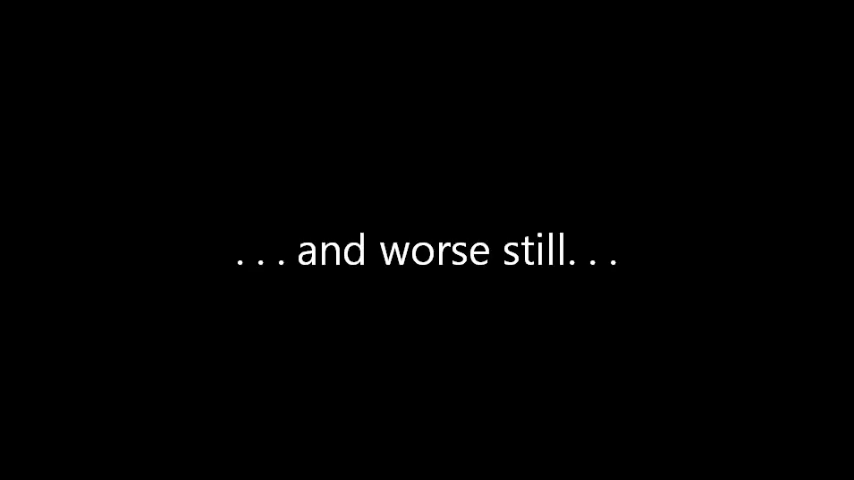 . . . and worse still. . .